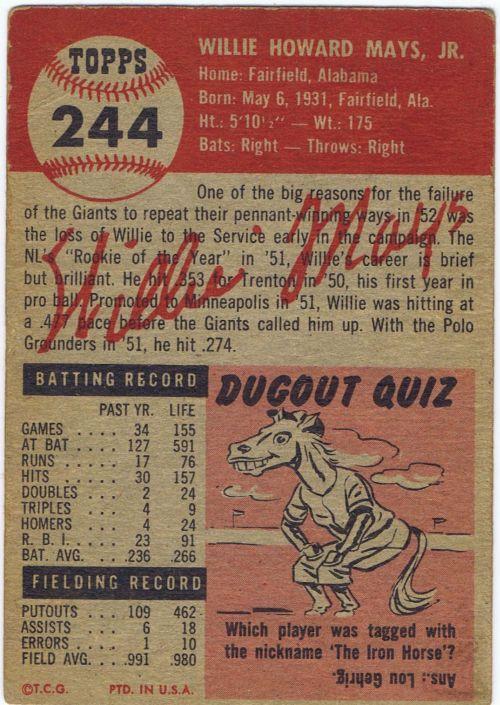 TOPPS
244
WILLIE HOWARD MAYS, JR.
Home: Fairfield, Alabama
Born: May 6, 1931, Fairfield, Ala.
Ht.: 5'10½" — Wt.: 175
Bats: Right — Throws: Right
One of the big reasons for the failure
of the Giants to repeat their pennant-winning ways in '52, was
the loss of Willie to the Service early in the campaign. The
NL's "Rookie of the Year" in '51, Willie's career is brief
but brilliant. He hit .353 for Trenton in '50, his first year in
pro ball. Promoted to Minneapolis in '51, Willie was hitting at
a .477 pace before the Giants called him up. With the Polo
Grounders in '51, he hit .274.
Willie Mays
BATTING RECORD
PAST YR. LIFE
GAMES .... 34 155
AT BAT .... 127 591
RUNS .... 17 76
HITS .... 30 157
DOUBLES ... 2 24
TRIPLES ... 4 9
HOMERS ... 4 24
R. B. I. .... 23 91
BAT. AVG. ... .236 .266
FIELDING RECORD
PUTOUTS ... 109 462
ASSISTS .... 6 18
ERRORS .... 1 10
FIELD AVG. ... .991 .980
©T.C.G. PTD. IN U.S.A.
DUGOUT QUIZ
Which player was tagged with
the nickname 'The Iron Horse'?
Ans.: Lou Gehrig.